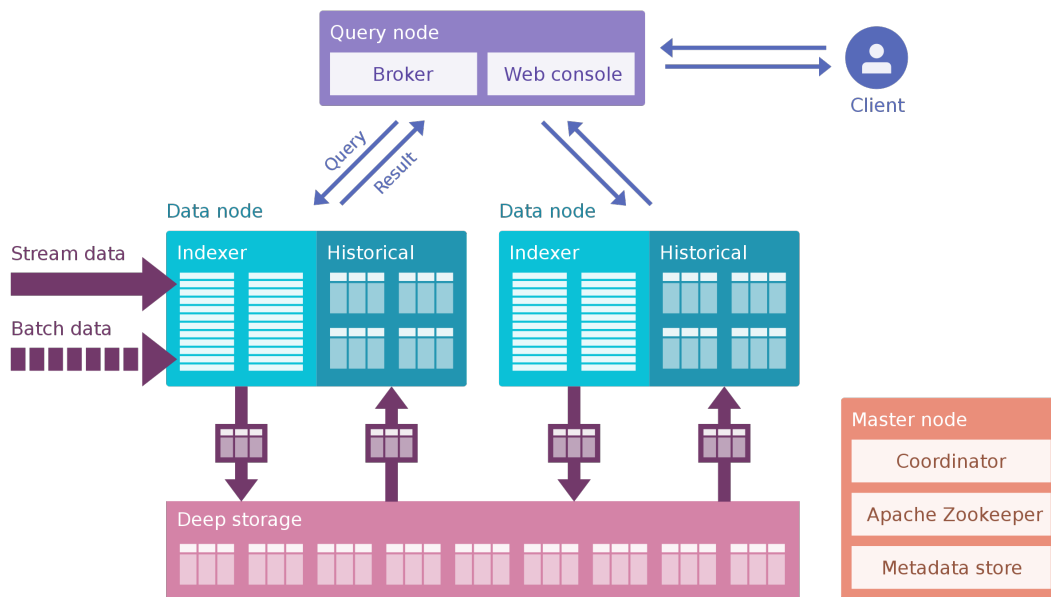 Query node
Broker
Web console
Client
Query
Result
Data node
Data node
Stream data
Indexer
Historical
Indexer
Historical
Batch data
Master node
Coordinator
Apache Zookeeper
Metadata store
Deep storage